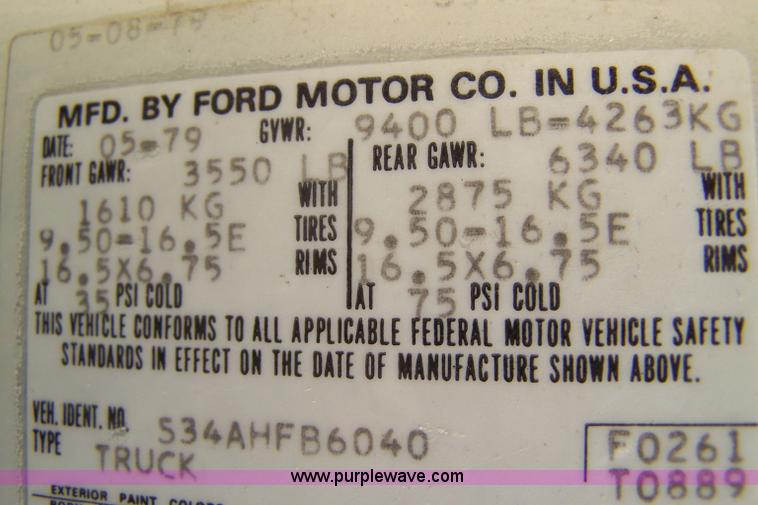 05-08-79
MFD. BY FORD MOTOR CO. IN U.S.A.
DATE: 05-79 GVWR: 9400 LB=4263KG
FRONT GAWR: 3550 LB REAR GAWR: 6340 LB
1610 KG WITH 2875 KG WITH
9.50-16.5E TIRES 9.50-16.5E TIRES
16.5X6.75 RIMS 16.5X6.75 RIMS
AT 35 PSI COLD AT 75 PSI COLD
THIS VEHICLE CONFORMS TO ALL APPLICABLE FEDERAL MOTOR VEHICLE SAFETY
STANDARDS IN EFFECT ON THE DATE OF MANUFACTURE SHOWN ABOVE.
VEH. IDENT. NO. S34AHFB6040
TYPE TRUCK
F0261
T0889
www.purplewave.com
EXTERIOR PAINT COLORS